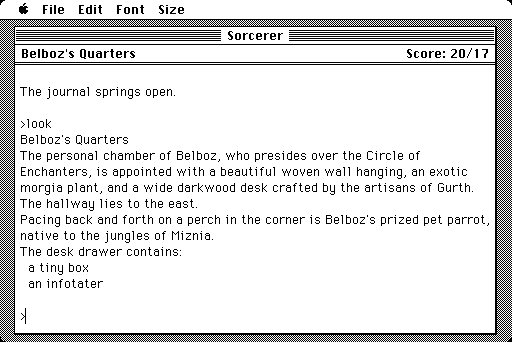 File Edit Font Size
Sorcerer
Belboz's Quarters Score: 20/17
The journal springs open.
>look
Belboz's Quarters
The personal chamber of Belboz, who presides over the Circle of
Enchanters, is appointed with a beautiful woven wall hanging, an exotic
morgia plant, and a wide darkwood desk crafted by the artisans of Gurth.
The hallway lies to the east.
Pacing back and forth on a perch in the corner is Belboz's prized pet parrot,
native to the jungles of Miznia.
The desk drawer contains:
a tiny box
an infotater
>